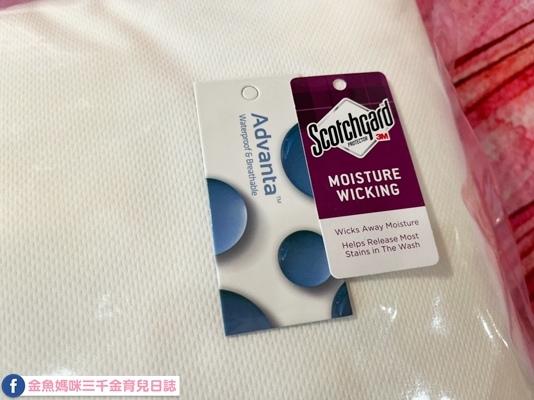 Advanta™
Waterproof & Breathable
Scotchgard
PROTECTOR 3M
MOISTURE
WICKING
Wicks Away Moisture
Helps Release Most
Stains in The Wash
f 金魚媽咪三千金育兒日誌